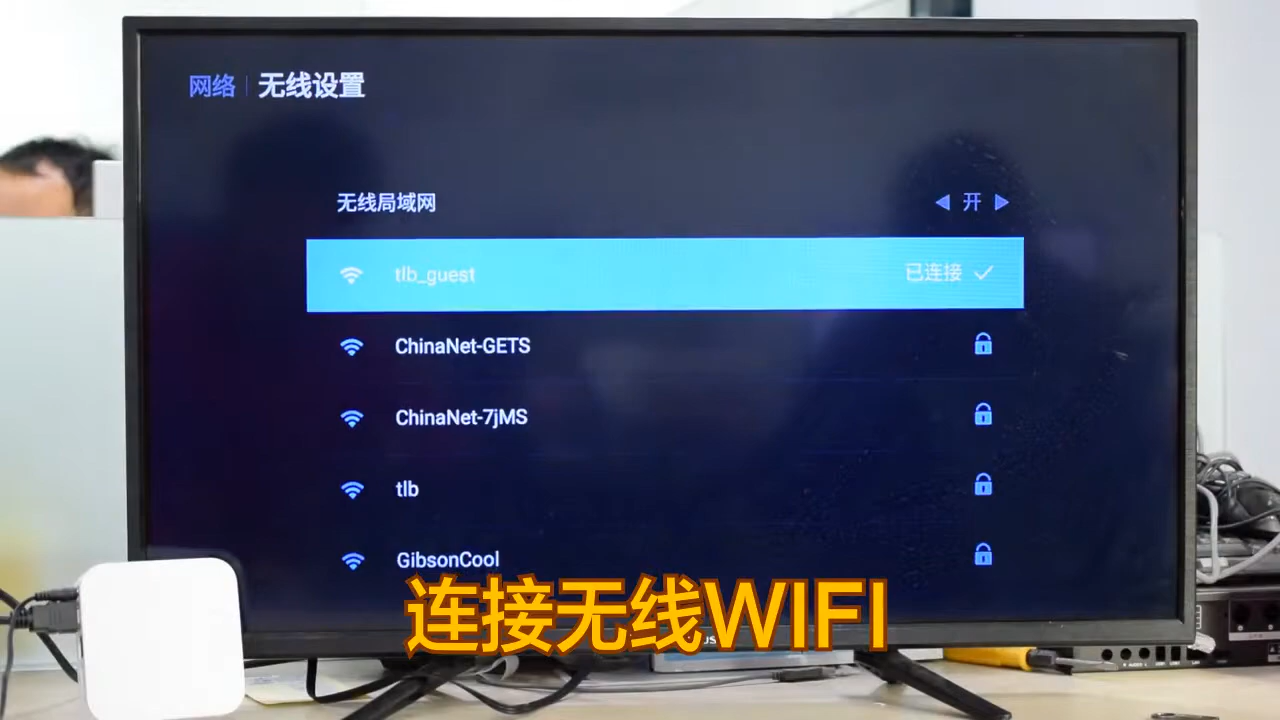 网络 | 无线设置
无线局域网 ◀ 开 ▶
tlb_guest 已连接 ✓
ChinaNet-GETS
ChinaNet-7jMS
tlb
GibsonCool
连接无线WIFI